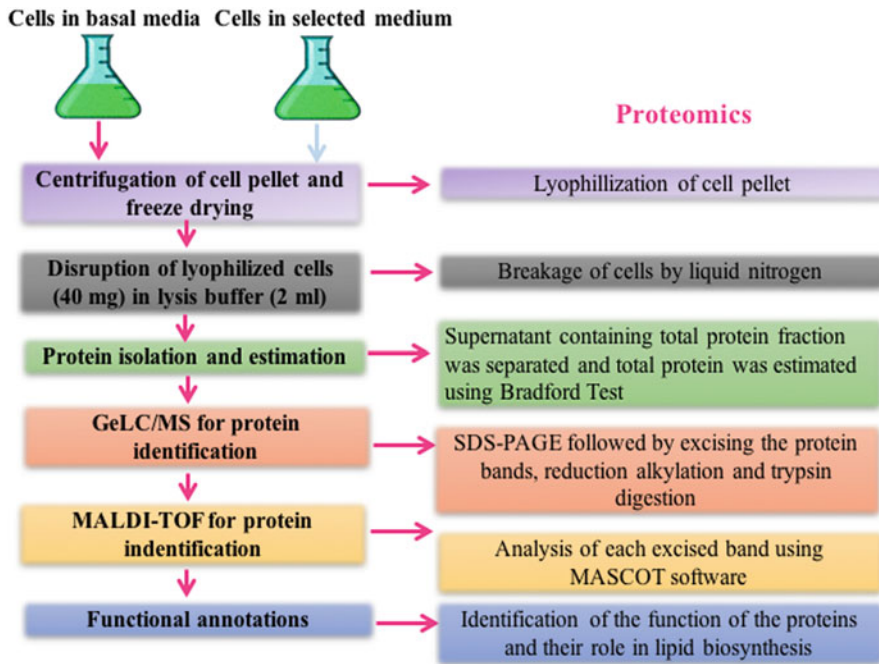 Cells in basal media
Cells in selected medium
Proteomics
Centrifugation of cell pellet and
freeze drying
Lyophillization of cell pellet
Disruption of lyophilized cells
(40 mg) in lysis buffer (2 ml)
Breakage of cells by liquid nitrogen
Protein isolation and estimation
Supernatant containing total protein fraction
was separated and total protein was estimated
using Bradford Test
GeLC/MS for protein
identification
SDS-PAGE followed by excising the protein
bands, reduction alkylation and trypsin
digestion
MALDI-TOF for protein
indentification
Analysis of each excised band using
MASCOT software
Functional annotations
Identification of the function of the proteins
and their role in lipid biosynthesis